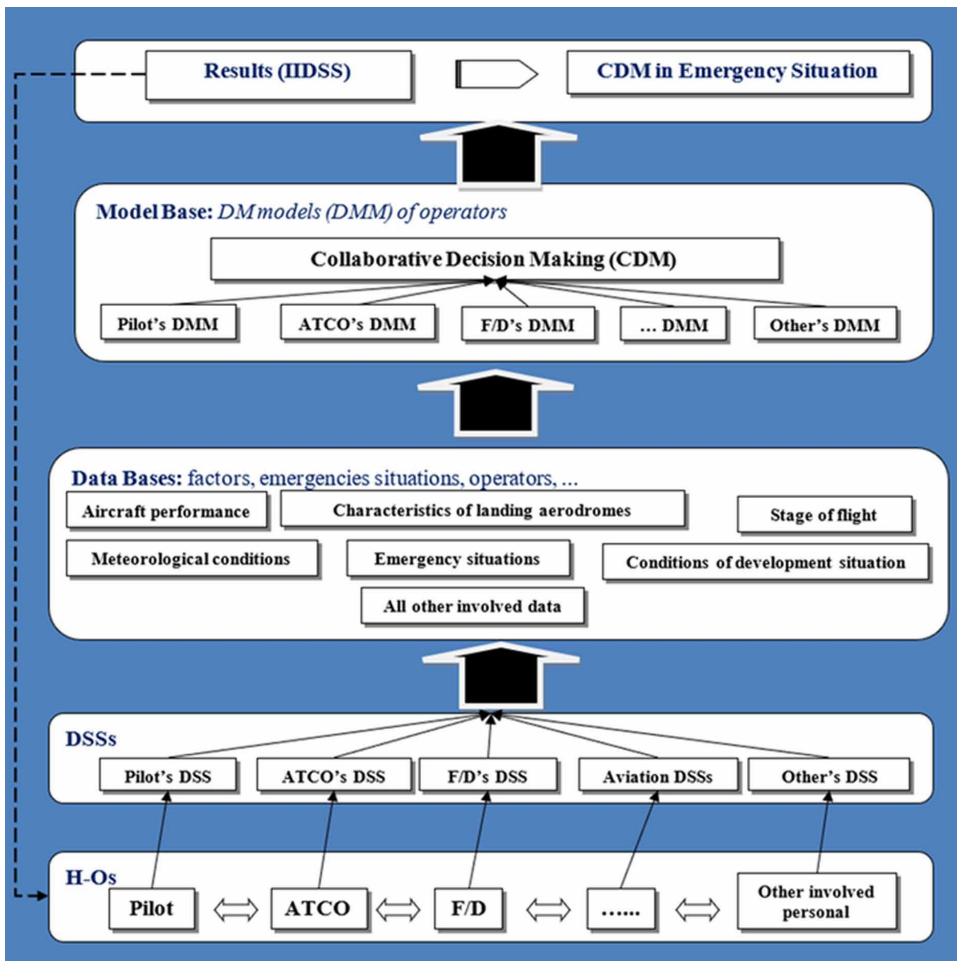 Results (IIDSS)
CDM in Emergency Situation
Model Base: DM models (DMM) of operators
Collaborative Decision Making (CDM)
Pilot’s DMM
ATCO’s DMM
F/D’s DMM
… DMM
Other’s DMM
Data Bases: factors, emergencies situations, operators, …
Aircraft performance
Characteristics of landing aerodromes
Stage of flight
Meteorological conditions
Emergency situations
Conditions of development situation
All other involved data
DSSs
Pilot’s DSS
ATCO’s DSS
F/D’s DSS
Aviation DSSs
Other’s DSS
H-Os
Pilot
ATCO
F/D
…...
Other involved
personal